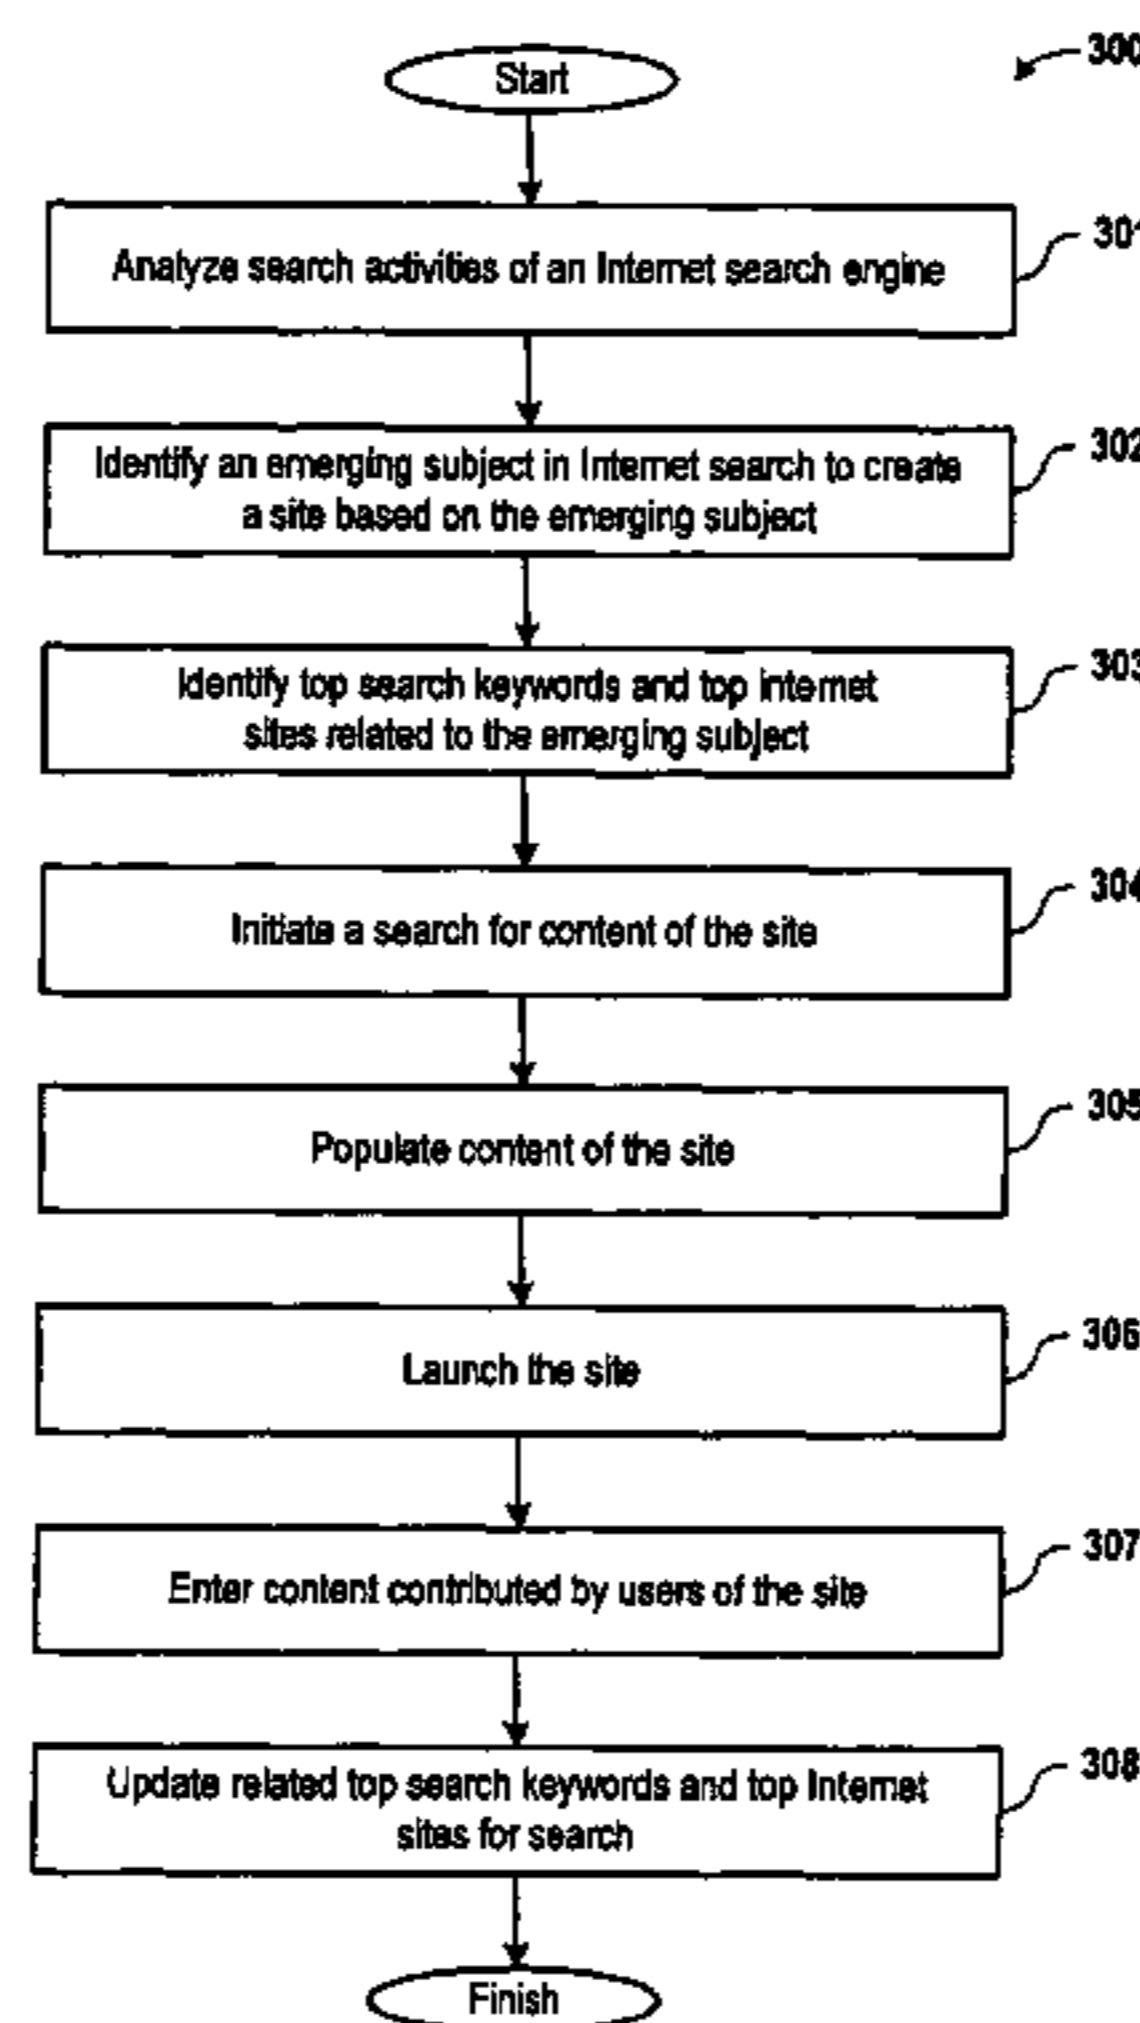 Start
300
Analyze search activities of an Internet search engine
301
Identify an emerging subject in Internet search to create
a site based on the emerging subject
302
Identify top search keywords and top internet
sites related to the emerging subject
303
Initiate a search for content of the site
304
Populate content of the site
305
Launch the site
306
Enter content contributed by users of the site
307
Update related top search keywords and top Internet
sites for search
308
Finish